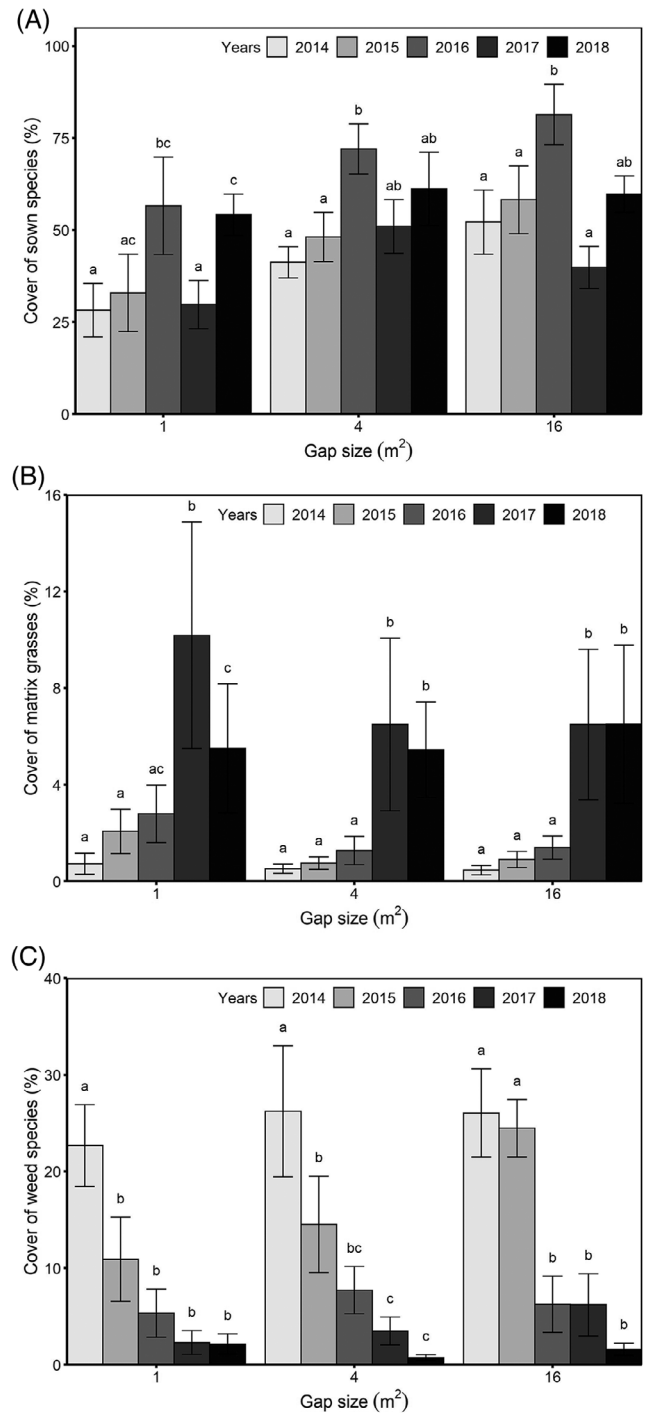 (A)
Years 2014 2015 2016 2017 2018
Cover of sown species (%)
100
75
50
25
0
a ac bc a c
a a b ab ab
a a b a ab
1 4 16
Gap size (m²)
(B)
Years 2014 2015 2016 2017 2018
Cover of matrix grasses (%)
16
12
8
4
0
a a ac b c
a a a b b
a a a b b
1 4 16
Gap size (m²)
(C)
Years 2014 2015 2016 2017 2018
Cover of weed species (%)
40
30
20
10
0
a b b b b
a b bc c c
a a b b b
1 4 16
Gap size (m²)